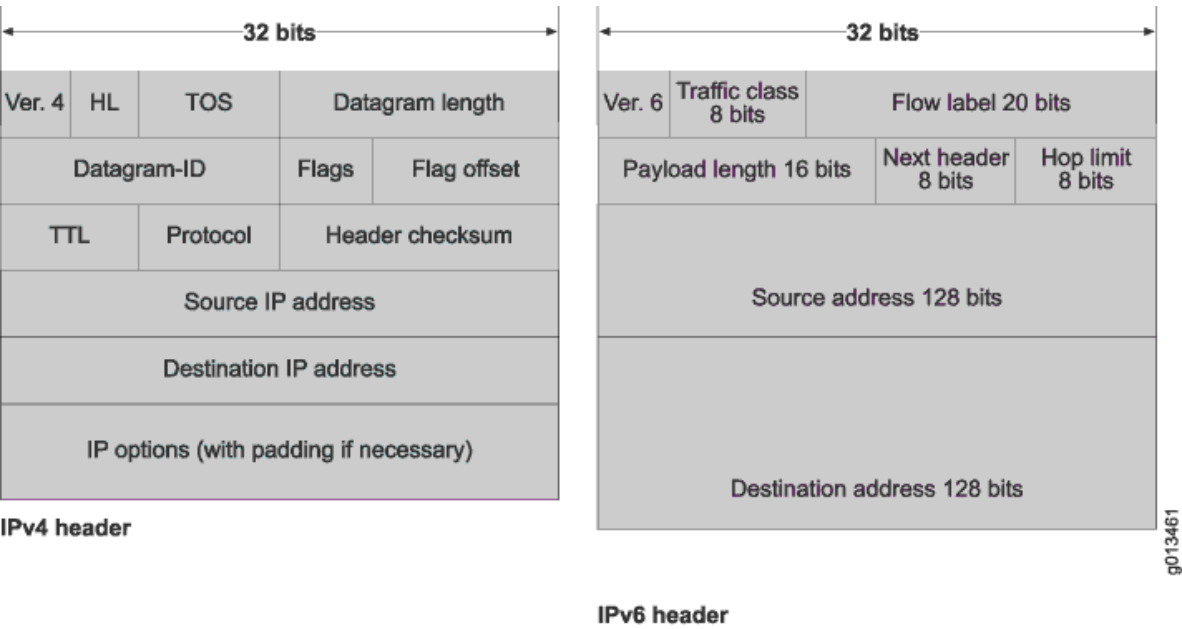 32 bits
Ver. 4 HL TOS Datagram length
Datagram-ID Flags Flag offset
TTL Protocol Header checksum
Source IP address
Destination IP address
IP options (with padding if necessary)
IPv4 header
32 bits
Ver. 6 Traffic class
8 bits
Flow label 20 bits
Payload length 16 bits Next header
8 bits
Hop limit
8 bits
Source address 128 bits
Destination address 128 bits
IPv6 header
g013461